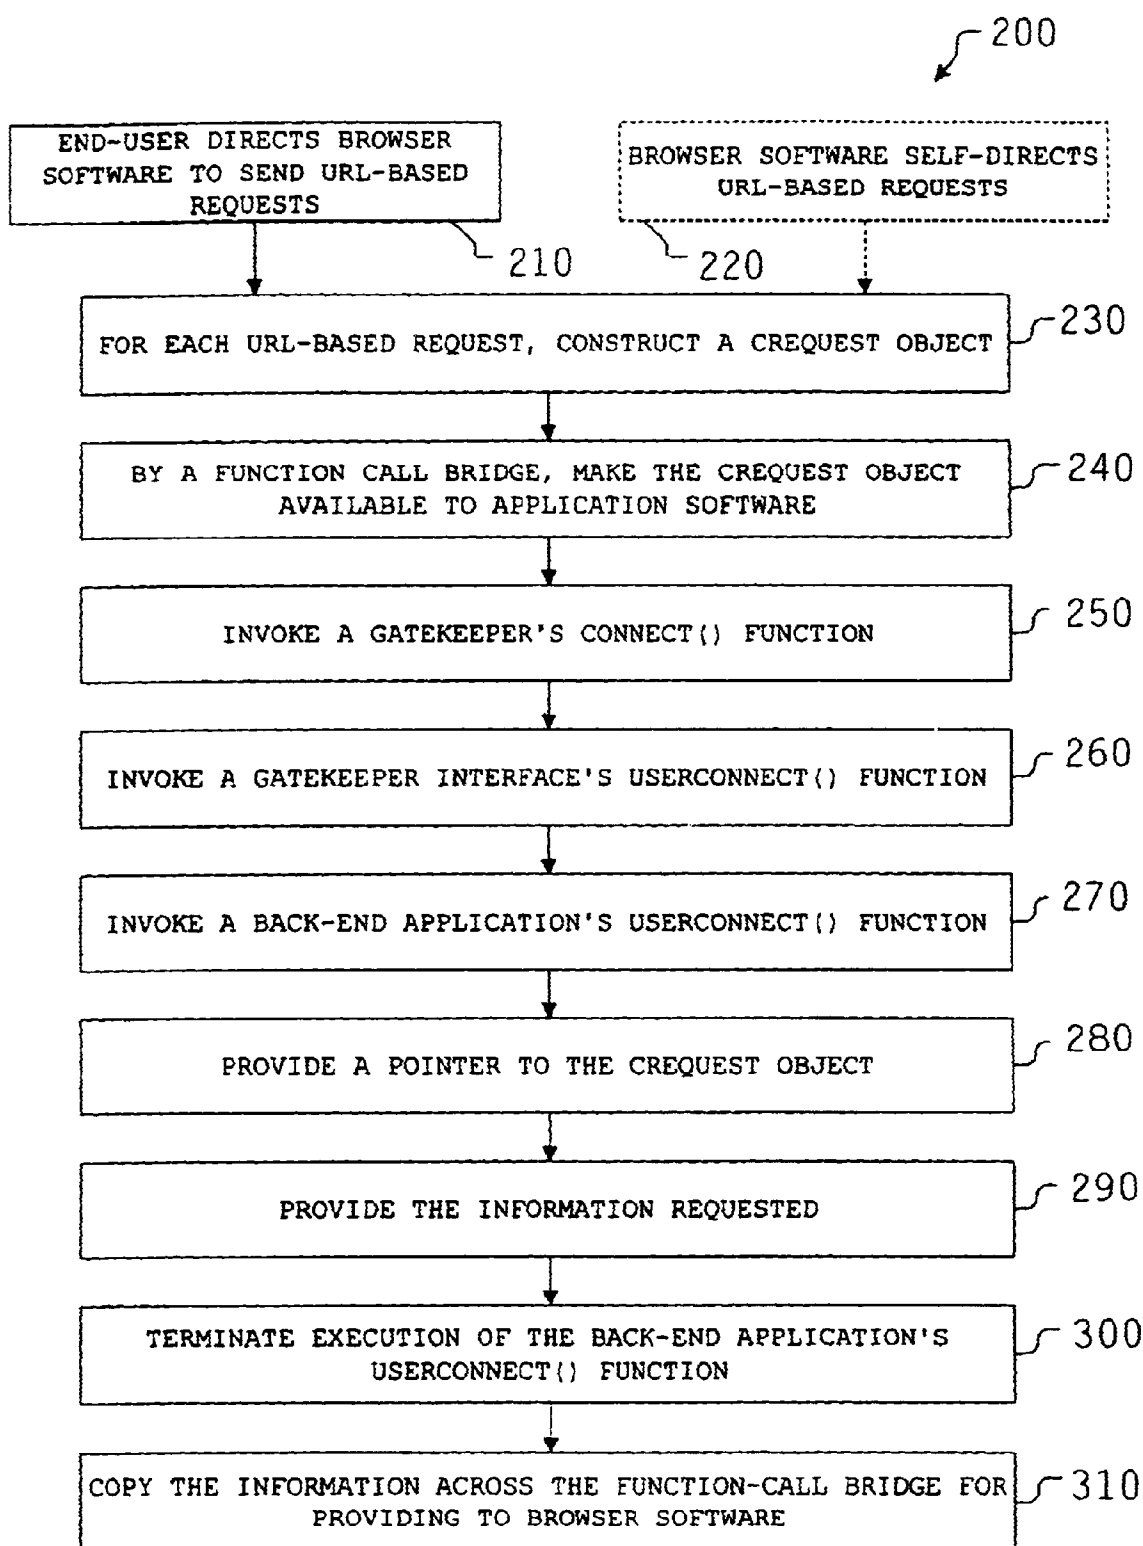 200
END-USER DIRECTS BROWSER
SOFTWARE TO SEND URL-BASED
REQUESTS
210
BROWSER SOFTWARE SELF-DIRECTS
URL-BASED REQUESTS
220
FOR EACH URL-BASED REQUEST, CONSTRUCT A CREQUEST OBJECT
230
BY A FUNCTION CALL BRIDGE, MAKE THE CREQUEST OBJECT
AVAILABLE TO APPLICATION SOFTWARE
240
INVOKE A GATEKEEPER'S CONNECT() FUNCTION
250
INVOKE A GATEKEEPER INTERFACE'S USERCONNECT() FUNCTION
260
INVOKE A BACK-END APPLICATION'S USERCONNECT() FUNCTION
270
PROVIDE A POINTER TO THE CREQUEST OBJECT
280
PROVIDE THE INFORMATION REQUESTED
290
TERMINATE EXECUTION OF THE BACK-END APPLICATION'S
USERCONNECT() FUNCTION
300
COPY THE INFORMATION ACROSS THE FUNCTION-CALL BRIDGE FOR
PROVIDING TO BROWSER SOFTWARE
310